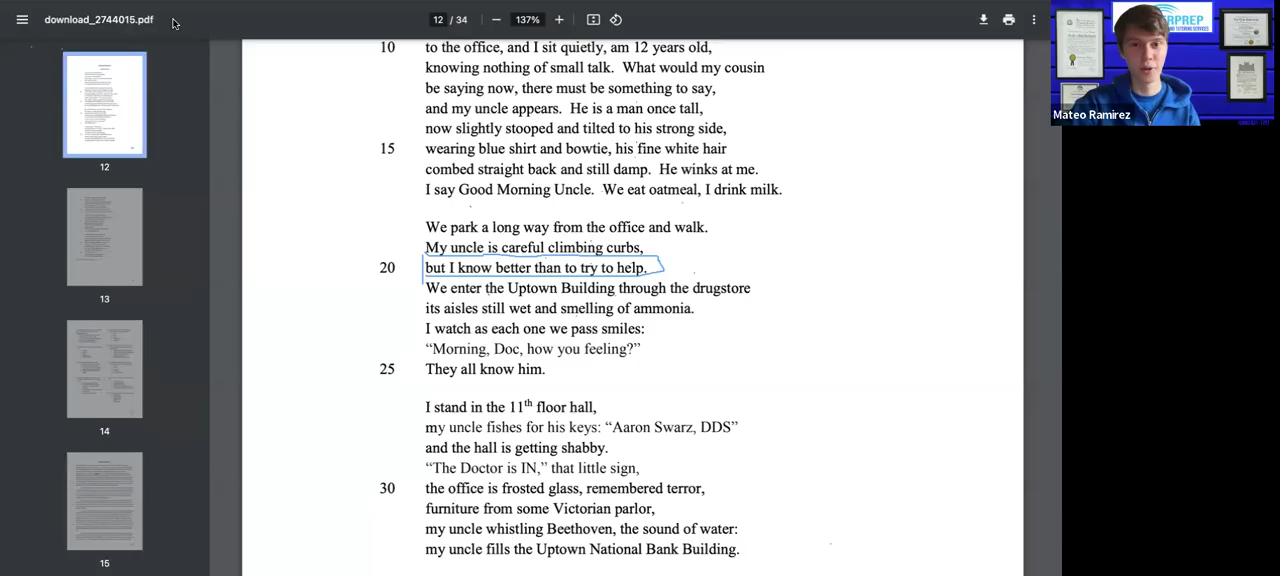 download_2744015.pdf
12 / 34
137%
10 to the office, and I sit quietly, am 12 years old,
knowing nothing of small talk. What would my cousin
be saying now, there must be something to say,
and my uncle appears. He is a man once tall,
now slightly stooped and tilted to his strong side,
15 wearing blue shirt and bowtie, his fine white hair
combed straight back and still damp. He winks at me.
I say Good Morning Uncle. We eat oatmeal, I drink milk.
We park a long way from the office and walk.
My uncle is careful climbing curbs,
20 but I know better than to try to help.
We enter the Uptown Building through the drugstore
its aisles still wet and smelling of ammonia.
I watch as each one we pass smiles:
“Morning, Doc, how you feeling?”
25 They all know him.
I stand in the 11th floor hall,
my uncle fishes for his keys: “Aaron Swarz, DDS”
and the hall is getting shabby.
“The Doctor is IN,” that little sign,
30 the office is frosted glass, remembered terror,
furniture from some Victorian parlor,
my uncle whistling Beethoven, the sound of water:
my uncle fills the Uptown National Bank Building.
12
13
14
15
Mateo Ramirez